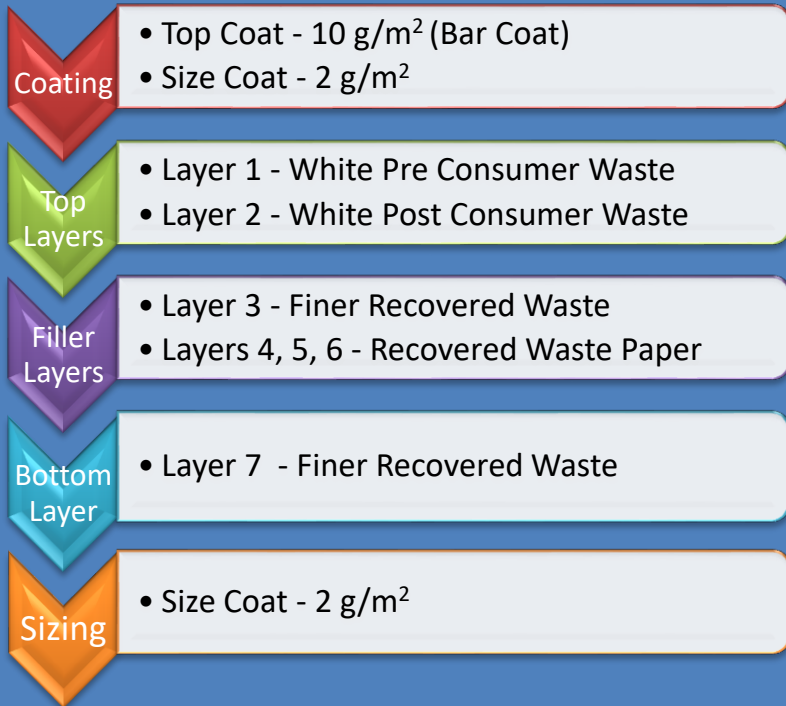 Coating
• Top Coat - 10 g/m² (Bar Coat)
• Size Coat - 2 g/m²
Top
Layers
• Layer 1 - White Pre Consumer Waste
• Layer 2 - White Post Consumer Waste
Filler
Layers
• Layer 3 - Finer Recovered Waste
• Layers 4, 5, 6 - Recovered Waste Paper
Bottom
Layer
• Layer 7  - Finer Recovered Waste
Sizing
• Size Coat - 2 g/m²